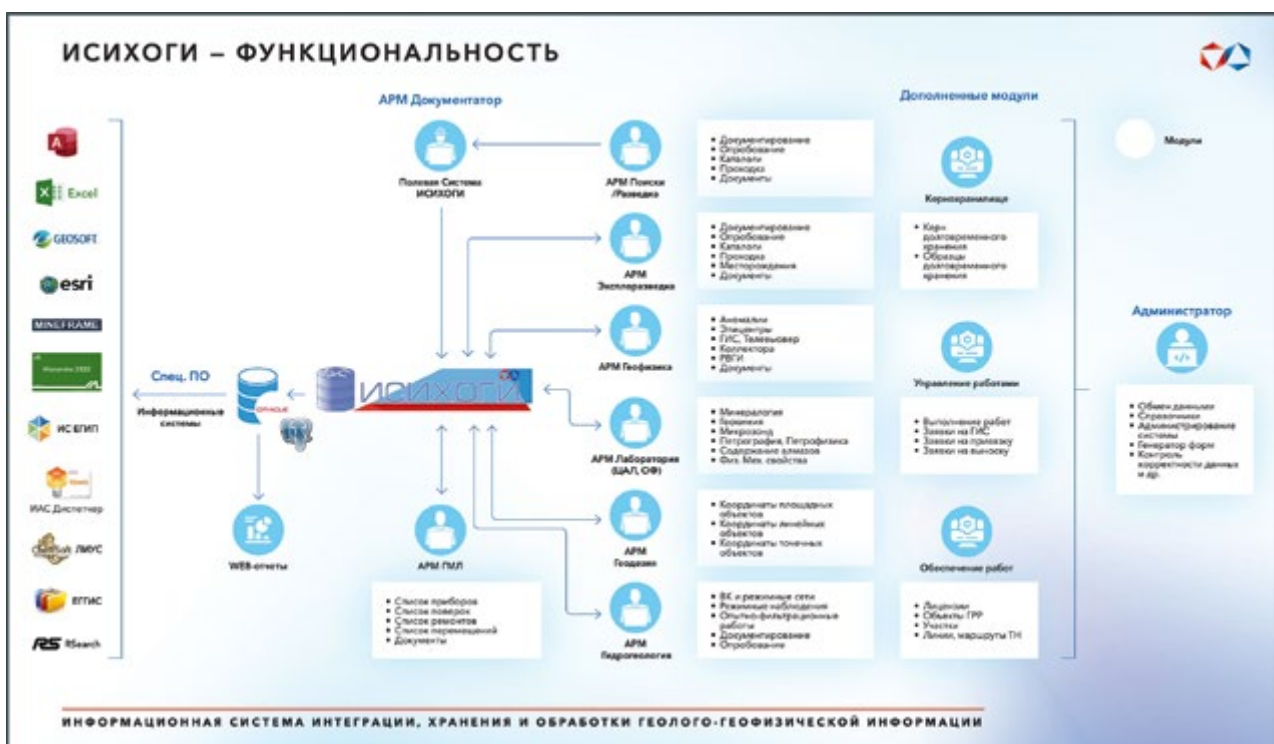 ИСИХОГИ – ФУНКЦИОНАЛЬНОСТЬ
АРМ Документатор
Дополненные модули
Модули
Excel
GEOSOFT
esri
MINEFRAME
ИС ЕГИП
ИАС Диспетчер
ЛИУС
ЕГГИС
RS RSearch
Спец. ПО
Информационные
системы
ORACLE
WEB-отчеты
Полевая Система
ИСИХОГИ
ИСИХОГИ
АРМ ГМЛ
• Список приборов
• Список поверок
• Список ремонтов
• Список перемещений
• Документы
АРМ Поиски
/Разведка
• Документирование
• Опробование
• Каталоги
• Проходка
• Документы
АРМ
Эксплоразведка
• Документирование
• Опробование
• Каталоги
• Проходка
• Месторождения
• Документы
АРМ Геофизика
• Аномалии
• Эпицентры
• ГИС, Телевьювер
• Коллектора
• РВГИ
• Документы
АРМ Лаборатория
(ЦАЛ, ОФ)
• Минералогия
• Геохимия
• Микрозонд
• Петрография, Петрофизика
• Содержание алмазов
• Физ. Мех. свойства
АРМ
Геодезия
• Координаты площадных
объектов
• Координаты линейных
объектов
• Координаты точечных
объектов
АРМ
Гидрогеология
• ВК и режимные сети
• Режимные наблюдения
• Опытно-фильтрационные
работы
• Документирование
• Опробование
Кернохранилище
• Керн
долговременного
хранения
• Образцы
долговременного
хранения
Управление работами
• Выполнение работ
• Заявки на ГИС
• Заявки на привязку
• Заявки на выноску
Обеспечение работ
• Лицензии
• Объекты ГРР
• Участки
• Линии, маршруты ТН
Администратор
• Обмен данными
• Справочники
• Администрирование
системы
• Генератор форм
• Контроль
корректности данных
и др.
ИНФОРМАЦИОННАЯ СИСТЕМА ИНТЕГРАЦИИ, ХРАНЕНИЯ И ОБРАБОТКИ ГЕОЛОГО-ГЕОФИЗИЧЕСКОЙ ИНФОРМАЦИИ